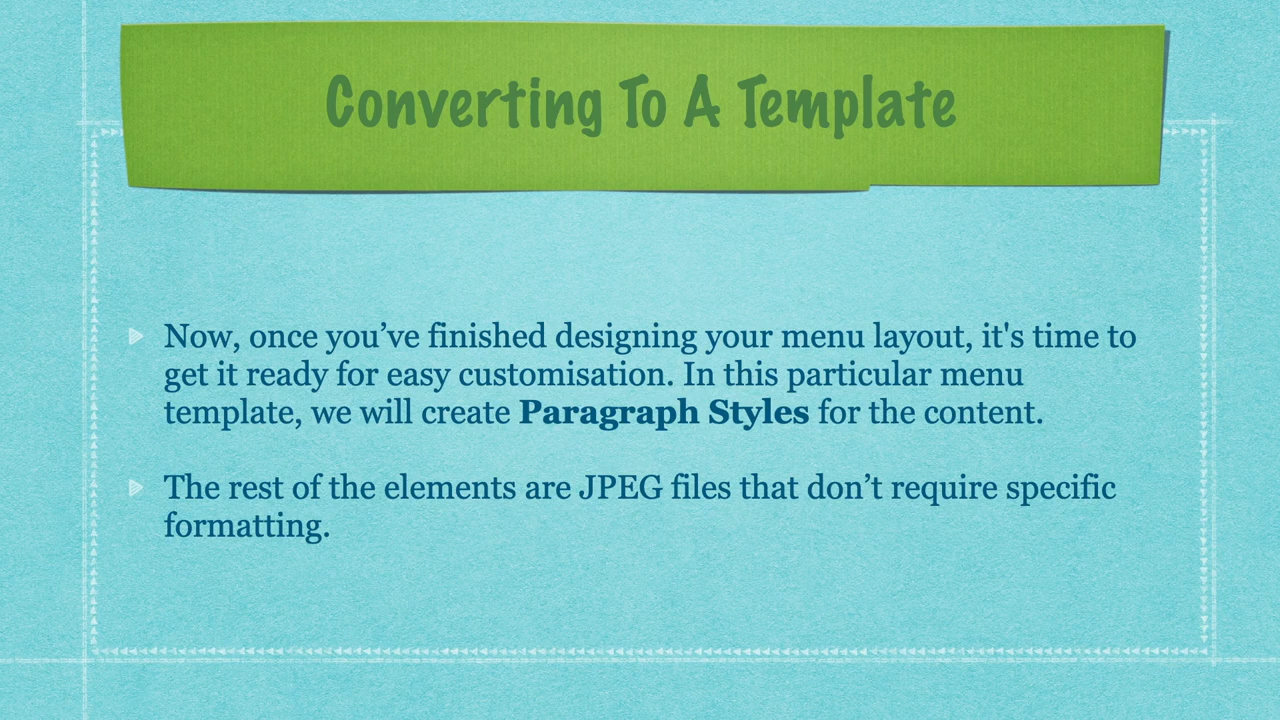 Converting To A Template
Now, once you’ve finished designing your menu layout, it's time to
get it ready for easy customisation. In this particular menu
template, we will create Paragraph Styles for the content.
The rest of the elements are JPEG files that don’t require specific
formatting.